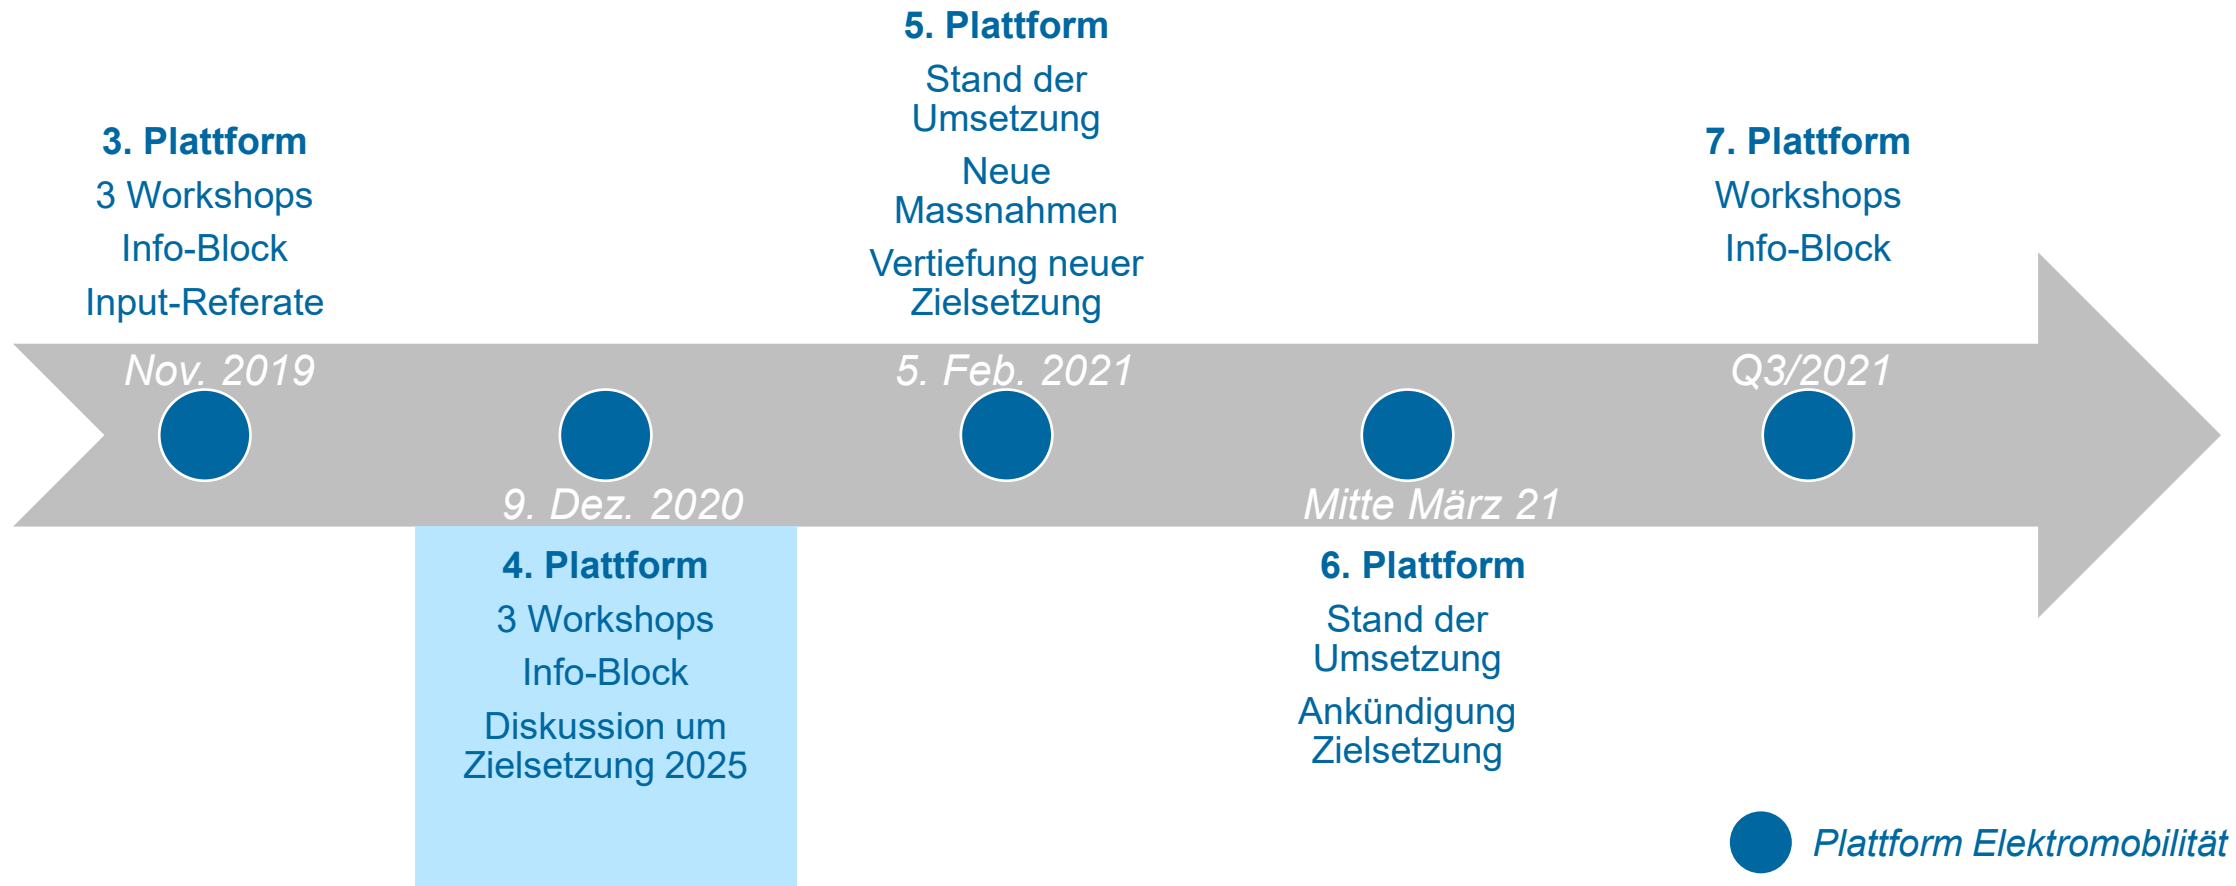 3. Plattform
3 Workshops
Info-Block
Input-Referate
Nov. 2019
9. Dez. 2020
4. Plattform
3 Workshops
Info-Block
Diskussion um
Zielsetzung 2025
5. Plattform
Stand der
Umsetzung
Neue
Massnahmen
Vertiefung neuer
Zielsetzung
5. Feb. 2021
Mitte März 21
6. Plattform
Stand der
Umsetzung
Ankündigung
Zielsetzung
7. Plattform
Workshops
Info-Block
Q3/2021
Plattform Elektromobilität